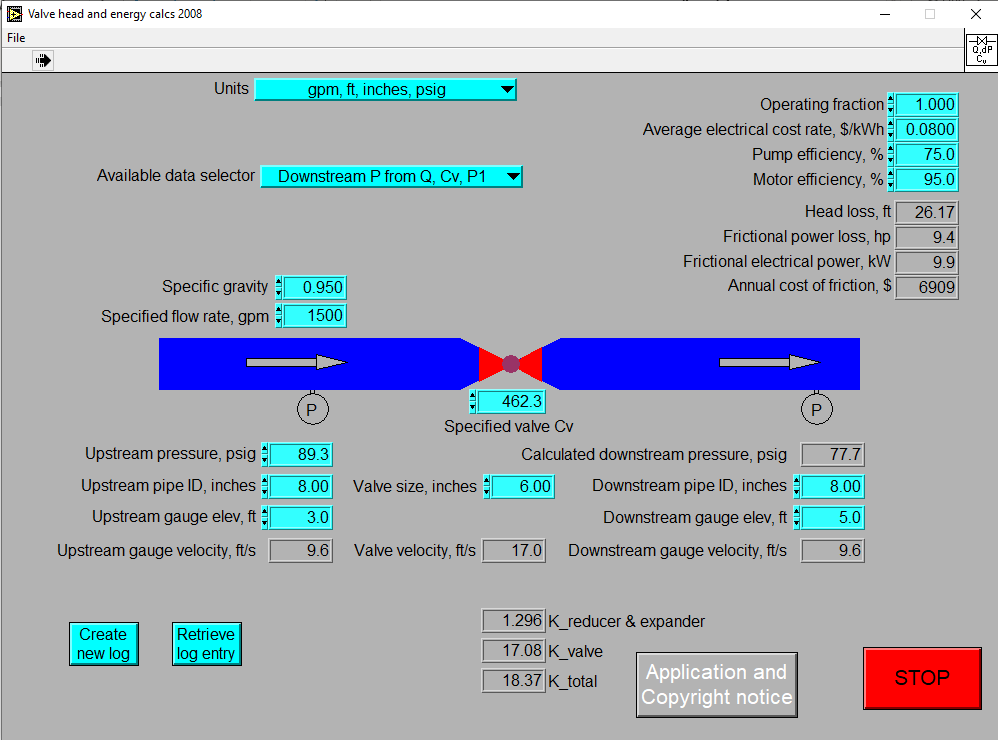 Valve head and energy calcs 2008
File
Q,dP
Cv
Units gpm, ft, inches, psig
Operating fraction 1.000
Average electrical cost rate, $/kWh 0.0800
Pump efficiency, % 75.0
Available data selector Downstream P from Q, Cv, P1
Motor efficiency, % 95.0
Head loss, ft 26.17
Frictional power loss, hp 9.4
Frictional electrical power, kW 9.9
Annual cost of friction, $ 6909
Specific gravity 0.950
Specified flow rate, gpm 1500
P 462.3 P
Specified valve Cv
Upstream pressure, psig 89.3 Calculated downstream pressure, psig 77.7
Upstream pipe ID, inches 8.00 Valve size, inches 6.00 Downstream pipe ID, inches 8.00
Upstream gauge elev, ft 3.0 Downstream gauge elev, ft 5.0
Upstream gauge velocity, ft/s 9.6 Valve velocity, ft/s 17.0 Downstream gauge velocity, ft/s 9.6
Create
new log
Retrieve
log entry
1.296 K_reducer & expander
17.08 K_valve
18.37 K_total
Application and
Copyright notice
STOP